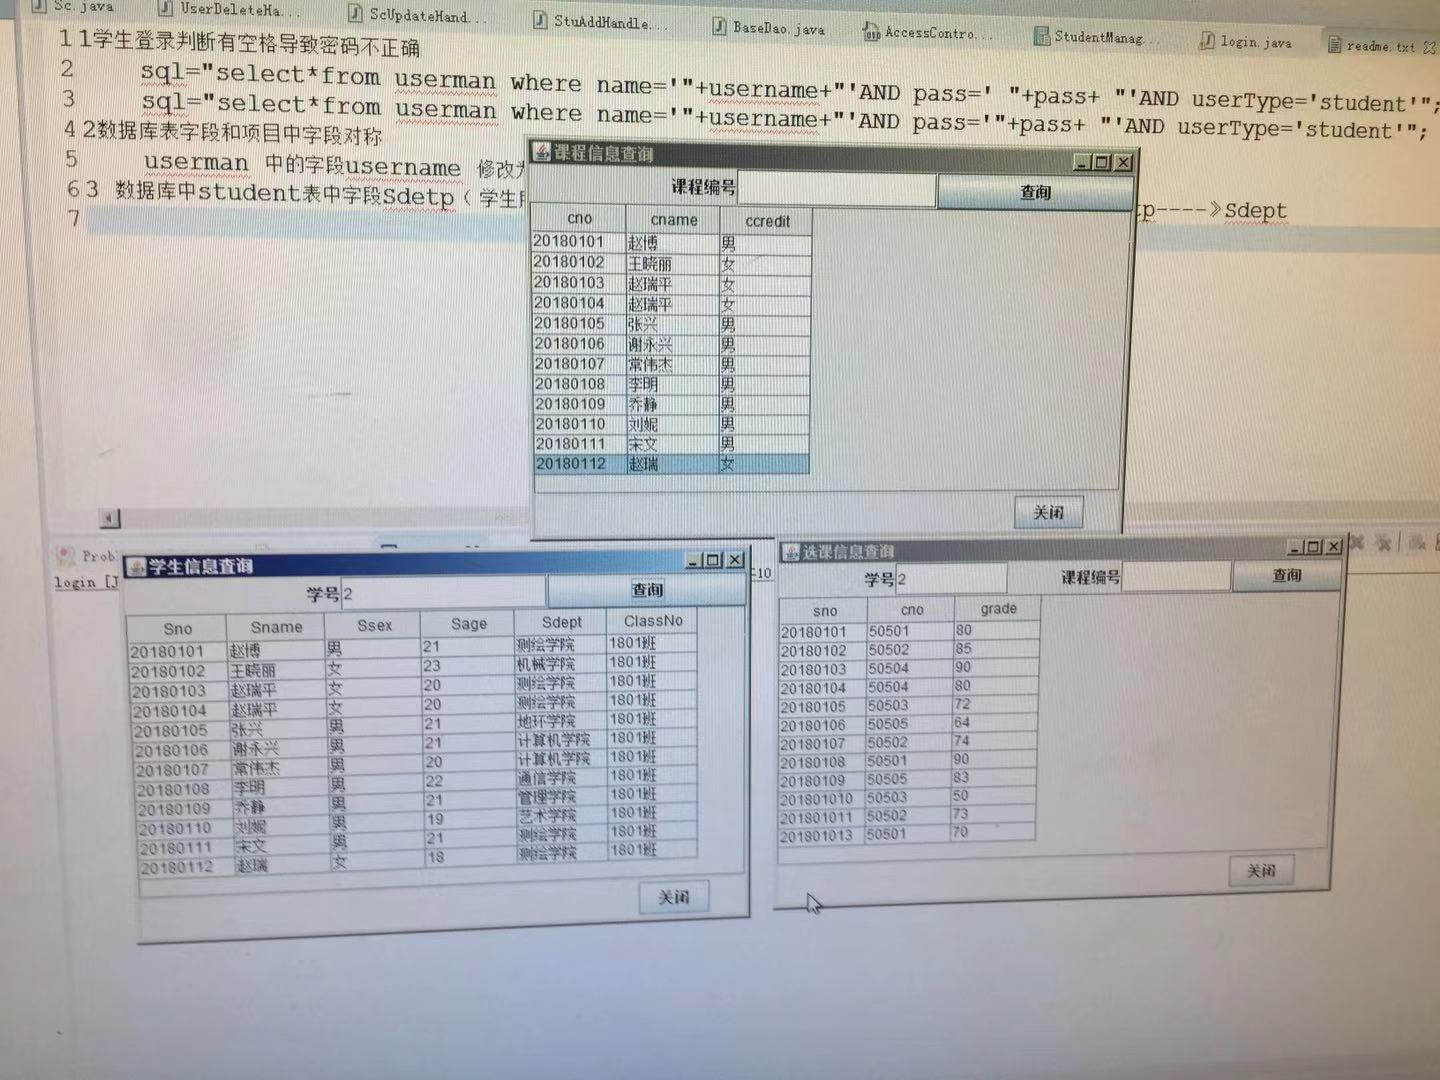 Sc.java UserDeleteHa... ScUpdateHand... StuAddHandle... BaseDao.java AccessContro... StudentManag... login.java readme.txt
1 1学生登录判断有空格导致密码不正确
2 sql="select*from userman where name='"+username+"'AND pass=' "+pass+ "'AND userType='student'";
3 sql="select*from userman where name='"+username+"'AND pass='"+pass+ "'AND userType='student'";
4 2数据库表字段和项目中字段对称
5 userman 中的字段username 修改
6 3 数据库中student表中字段Sdetp（ 学生 p----》Sdept
7
课程信息查询
课程编号 查询
cno cname ccredit
20180101 赵博 男
20180102 王晓丽 女
20180103 赵瑞平 女
20180104 赵瑞平 女
20180105 张兴 男
20180106 谢永兴 男
20180107 常伟杰 男
20180108 李明 男
20180109 乔静 男
20180110 刘妮 男
20180111 宋文 男
20180112 赵瑞 女
关闭
Prob
login [J
:10
学生信息查询
学号 2 查询
Sno Sname Ssex Sage Sdept ClassNo
20180101 赵博 男 21 测绘学院 1801班
20180102 王晓丽 女 23 机械学院 1801班
20180103 赵瑞平 女 20 测绘学院 1801班
20180104 赵瑞平 女 20 测绘学院 1801班
20180105 张兴 男 21 地环学院 1801班
20180106 谢永兴 男 21 计算机学院 1801班
20180107 常伟杰 男 20 计算机学院 1801班
20180108 李明 男 22 通信学院 1801班
20180109 乔静 男 21 管理学院 1801班
20180110 刘妮 男 19 艺术学院 1801班
20180111 宋文 男 21 测绘学院 1801班
20180112 赵瑞 女 18 测绘学院 1801班
关闭
选课信息查询
学号 2 课程编号 查询
sno cno grade
20180101 50501 80
20180102 50502 85
20180103 50504 90
20180104 50504 80
20180105 50503 72
20180106 50505 64
20180107 50502 74
20180108 50501 90
20180109 50505 83
201801010 50503 50
201801011 50502 73
201801013 50501 70
关闭